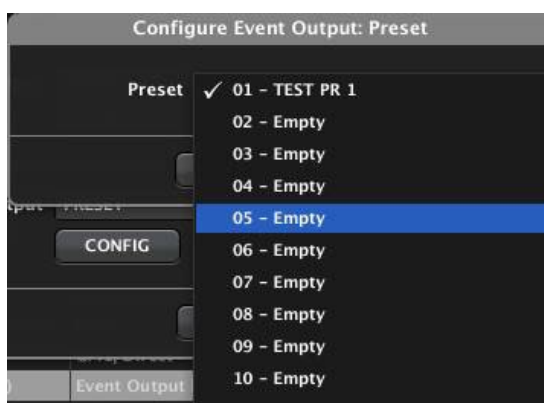 Configure Event Output: Preset
Preset ✓ 01 – TEST PR 1
02 – Empty
03 – Empty
04 – Empty
05 – Empty
CONFIG
06 – Empty
07 – Empty
08 – Empty
09 – Empty
10 – Empty
Event Output